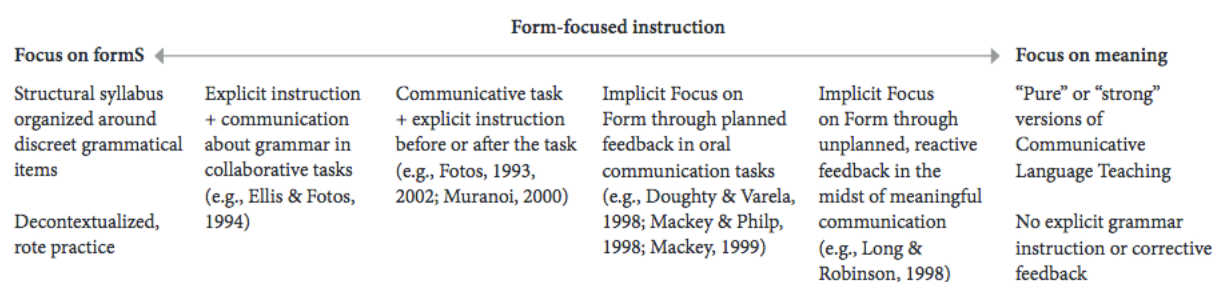 Form-focused instruction
Focus on formS
Focus on meaning
Structural syllabus
organized around
discreet grammatical
items
Decontextualized,
rote practice
Explicit instruction
+ communication
about grammar in
collaborative tasks
(e.g., Ellis & Fotos,
1994)
Communicative task
+ explicit instruction
before or after the task
(e.g., Fotos, 1993,
2002; Muranoi, 2000)
Implicit Focus on
Form through planned
feedback in oral
communication tasks
(e.g., Doughty & Varela,
1998; Mackey & Philp,
1998; Mackey, 1999)
Implicit Focus
on Form through
unplanned, reactive
feedback in the
midst of meaningful
communication
(e.g., Long &
Robinson, 1998)
“Pure” or “strong”
versions of
Communicative
Language Teaching
No explicit grammar
instruction or corrective
feedback